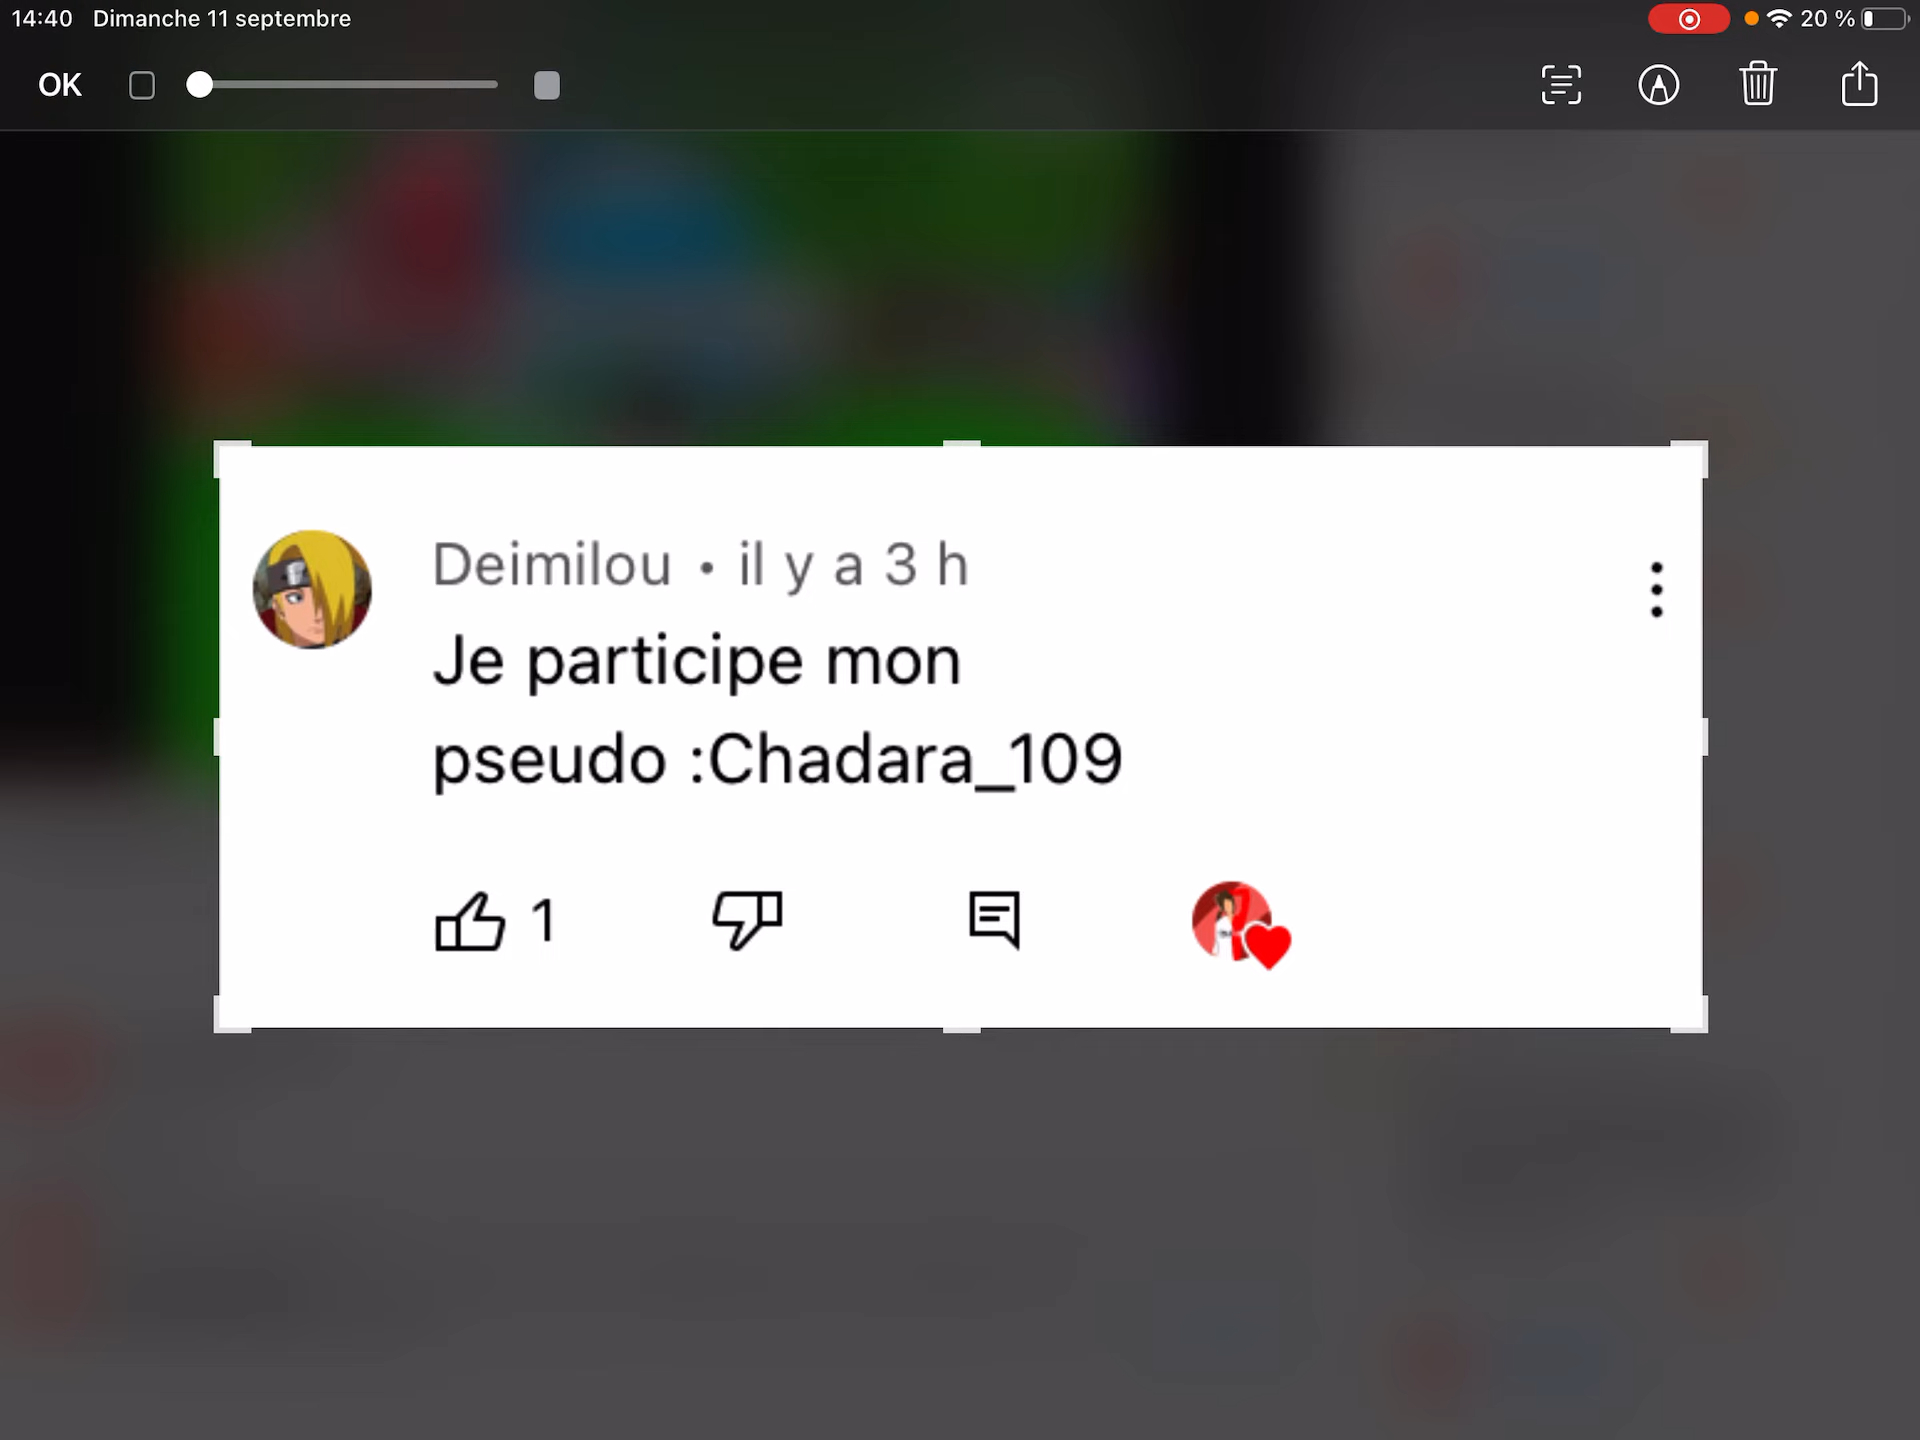 14:40 Dimanche 11 septembre
20 %
OK
Deimilou • il y a 3 h
Je participe mon
pseudo :Chadara_109
1